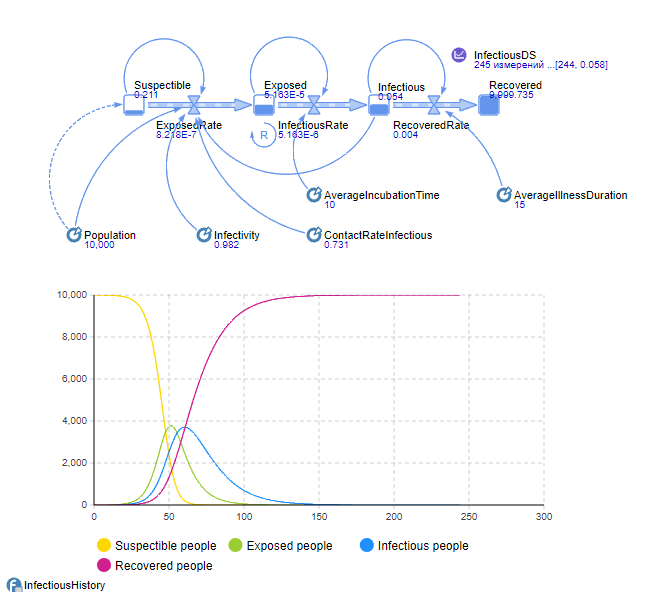 InfectiousDS
245 измерений ...[244, 0.058]
Suspectible
0.211
Exposed
5.163E-5
Infectious
0.054
Recovered
9,999.735
ExposedRate
8.218E-7
R
InfectiousRate
5.163E-6
RecoveredRate
0.004
AverageIncubationTime
10
AverageIllnessDuration
15
Population
10,000
Infectivity
0.982
ContactRateInfectious
0.731
10,000
8,000
6,000
4,000
2,000
0
0 50 100 150 200 250 300
Suspectible people Exposed people Infectious people
Recovered people
F InfectiousHistory